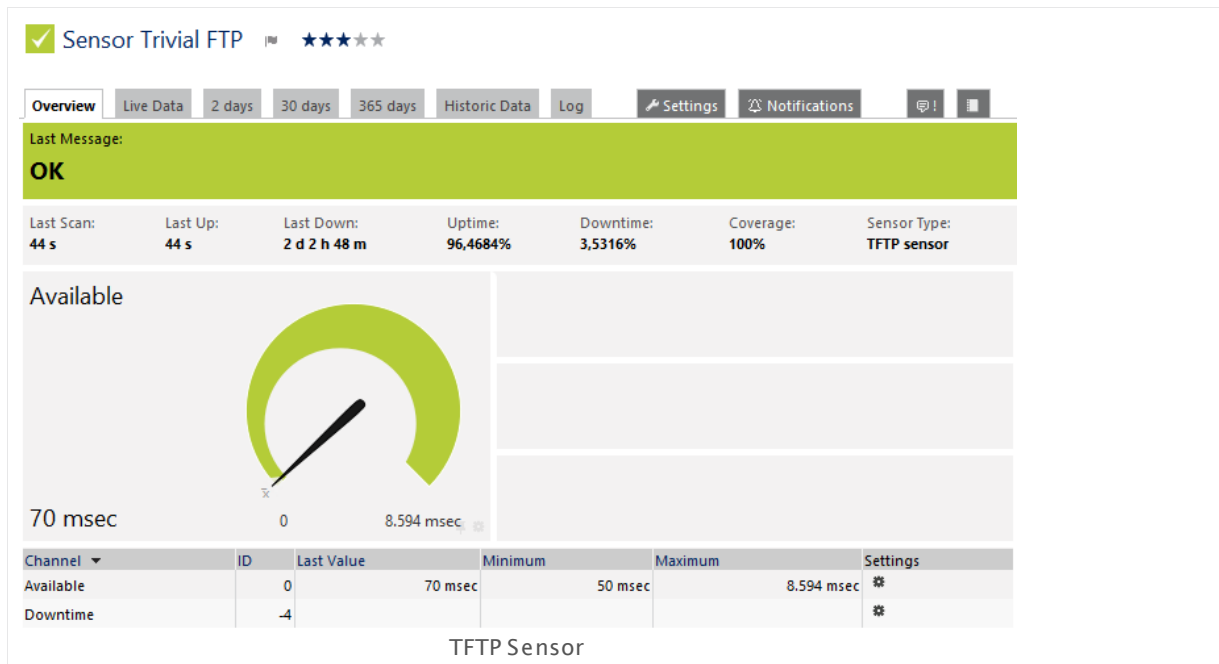 Sensor Trivial FTP
Overview Live Data 2 days 30 days 365 days Historic Data Log Settings Notifications !
Last Message:
OK
Last Scan: Last Up: Last Down: Uptime: Downtime: Coverage: Sensor Type:
44 s 44 s 2 d 2 h 48 m 96,4684% 3,5316% 100% TFTP sensor
Available
x̄
70 msec 0 8.594 msec
Channel ID Last Value Minimum Maximum Settings
Available 0 70 msec 50 msec 8.594 msec
Downtime -4
TFTP Sensor